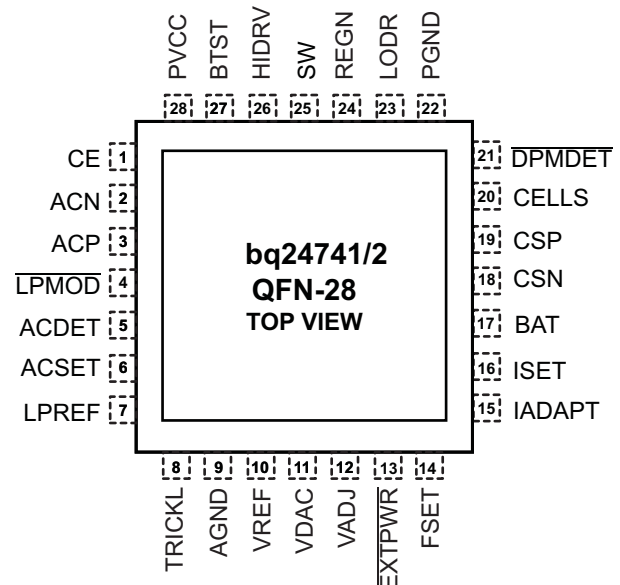 PVCC BTST HIDRV SW REGN LODR PGND
28 27 26 25 24 23 22
CE 1
ACN 2
ACP 3
LPMOD 4
ACDET 5
ACSET 6
LPREF 7
bq24741/2
QFN-28
TOP VIEW
21 DPMDET
20 CELLS
19 CSP
18 CSN
17 BAT
16 ISET
15 IADAPT
8 9 10 11 12 13 14
TRICKL AGND VREF VDAC VADJ EXTPWR FSET